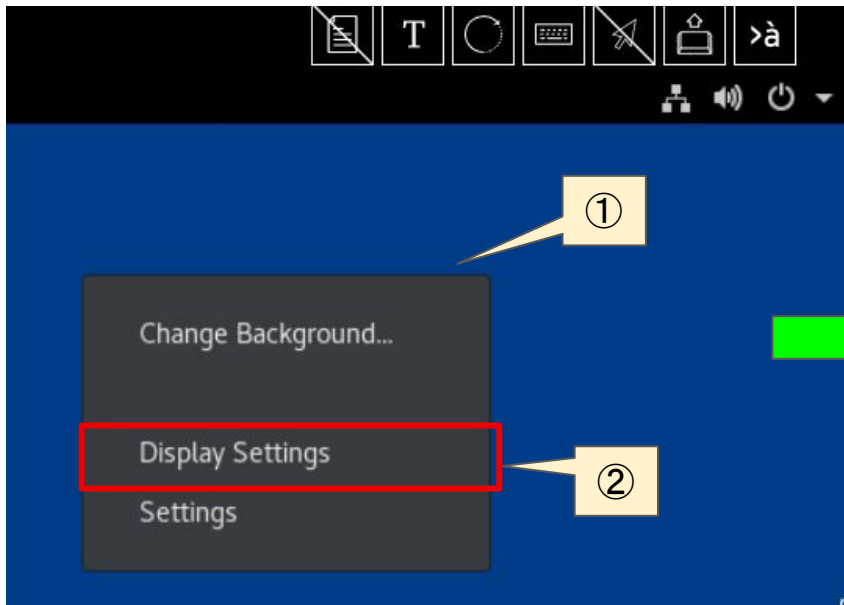 T
>à
①
Change Background...
Display Settings
②
Settings